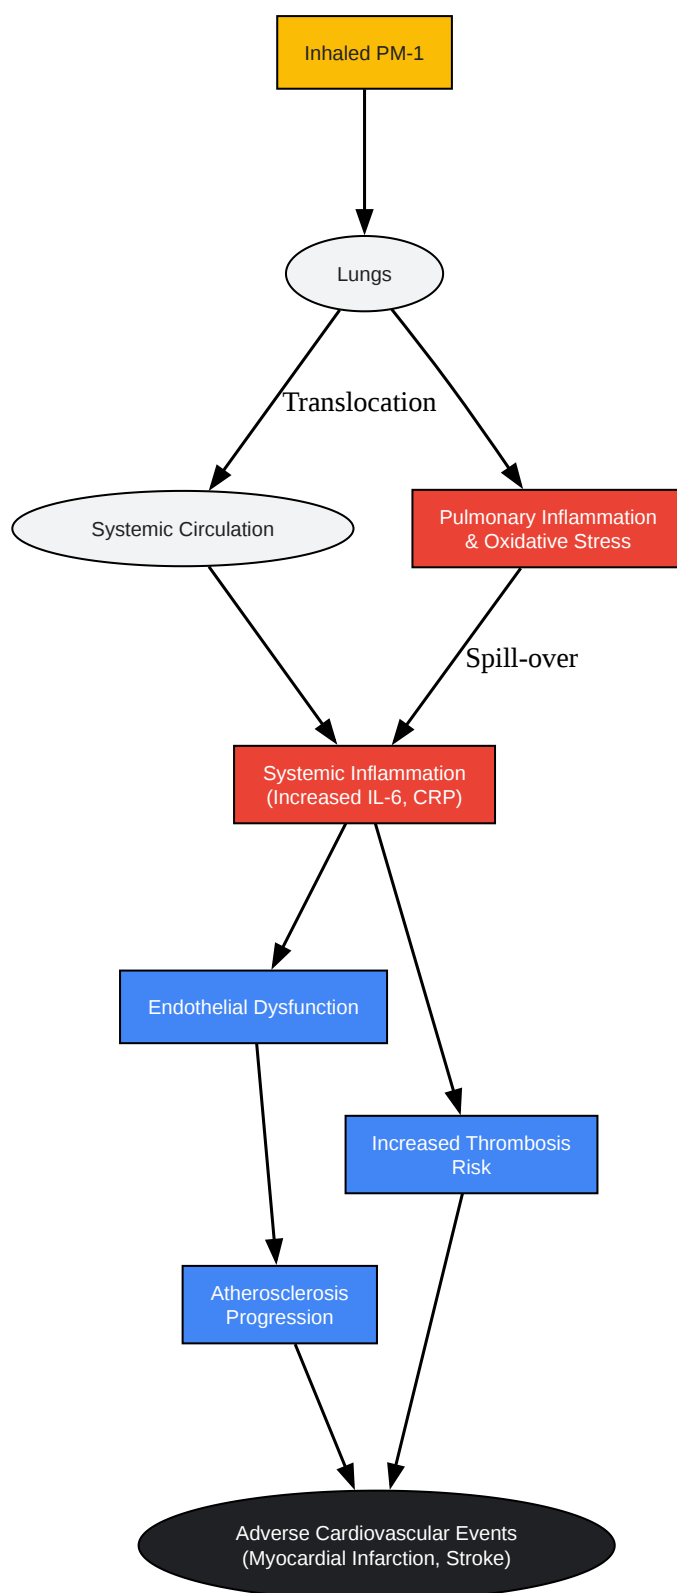 Inhaled PM-1
Lungs
Translocation
Systemic Circulation
Pulmonary Inflammation
& Oxidative Stress
Spill-over
Systemic Inflammation
(Increased IL-6, CRP)
Endothelial Dysfunction
Increased Thrombosis
Risk
Atherosclerosis
Progression
Adverse Cardiovascular Events
(Myocardial Infarction, Stroke)